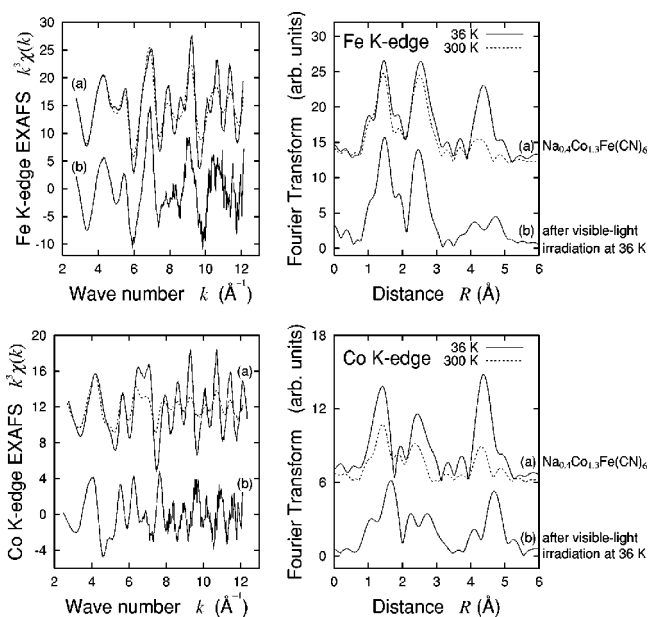 Fe K-edge EXAFS k³χ(k)
30
25
20
15
10
5
0
-5
-10
(a)
(b)
2 4 6 8 10 12
Wave number k (Å⁻¹)
Fourier Transform (arb. units)
35
25
15
5
0
Fe K-edge
36 K
300 K
(a) Na₀.₄Co₁.₃Fe(CN)₆
(b) after visible-light
irradiation at 36 K
0 1 2 3 4 5 6
Distance R (Å)
Co K-edge EXAFS k³χ(k)
20
16
12
8
4
0
-4
(a)
(b)
2 4 6 8 10 12
Wave number k (Å⁻¹)
Fourier Transform (arb. units)
18
12
6
0
Co K-edge
36 K
300 K
(a) Na₀.₄Co₁.₃Fe(CN)₆
(b) after visible-light
irradiation at 36 K
0 1 2 3 4 5 6
Distance R (Å)